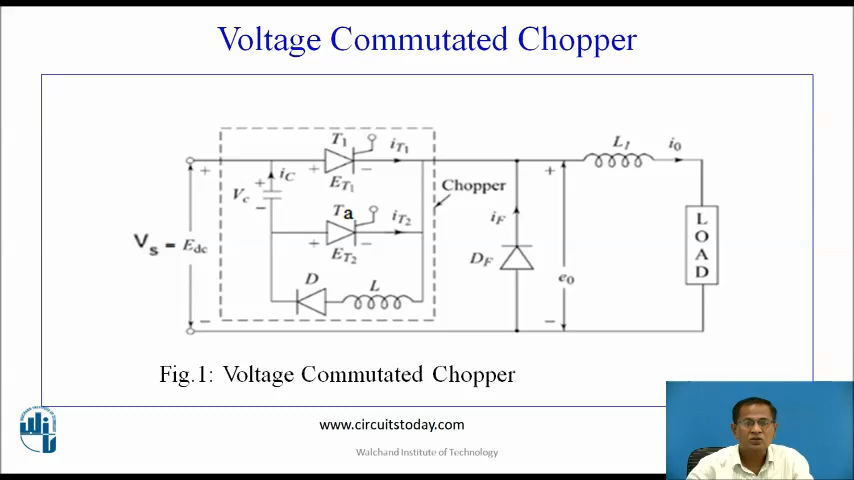 Voltage Commutated Chopper
T1
iT1
+
−
ET1
+
iC
+
Vc
−
Chopper
Ta
iT2
+
−
ET2
Vs = Edc
D
L
−
iF
DF
+
e0
−
L1
i0
LOAD
Fig.1: Voltage Commutated Chopper
www.circuitstoday.com
Walchand Institute of Technology